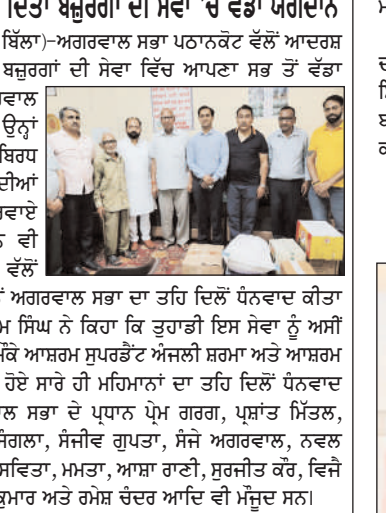 ਦਿੱਤਾ ਬਜ਼ੁਰਗਾਂ ਦੀ ਸੇਵਾ 'ਚ ਵੱਡਾ ਯੋਗਦਾਨ
ਬਿੱਲਾ)-ਅਗਰਵਾਲ ਸਭਾ ਪਠਾਨਕੋਟ ਵੱਲੋਂ ਆਦਰਸ਼
ਬਜ਼ੁਰਗਾਂ ਦੀ ਸੇਵਾ ਵਿੱਚ ਆਪਣਾ ਸਭ ਤੋਂ ਵੱਡਾ
ਰਵਾਲ
ਉਨ੍ਹਾਂ
ਬਿਰਧ
ਦੀਆਂ
ਰਵਾਏ
ਵੀ
ਵੱਲੋਂ
ਅਗਰਵਾਲ ਸਭਾ ਦਾ ਤਹਿ ਦਿਲੋਂ ਧੰਨਵਾਦ ਕੀਤਾ
ਸਿੰਘ ਨੇ ਕਿਹਾ ਕਿ ਤੁਹਾਡੀ ਇਸ ਸੇਵਾ ਨੂੰ ਅਸੀਂ
ਮੌਕੇ ਆਸ਼ਰਮ ਸੁਪਰਡੈਂਟ ਅੰਜਲੀ ਸ਼ਰਮਾ ਅਤੇ ਆਸ਼ਰਮ
ਹੋਏ ਸਾਰੇ ਹੀ ਮਹਿਮਾਨਾਂ ਦਾ ਤਹਿ ਦਿਲੋਂ ਧੰਨਵਾਦ
ਲ ਸਭਾ ਦੇ ਪ੍ਰਧਾਨ ਪ੍ਰੇਮ ਗਰਗ, ਪ੍ਰਸ਼ਾਂਤ ਮਿੱਤਲ,
ਸੰਗਲਾ, ਸੰਜੀਵ ਗੁਪਤਾ, ਸੰਜੇ ਅਗਰਵਾਲ, ਨਵਲ
ਸਵਿਤਾ, ਮਮਤਾ, ਆਸ਼ਾ ਰਾਣੀ, ਸੁਰਜੀਤ ਕੌਰ, ਵਿਜੈ
ਕੁਮਾਰ ਅਤੇ ਰਮੇਸ਼ ਚੰਦਰ ਆਦਿ ਵੀ ਮੌਜੂਦ ਸਨ।